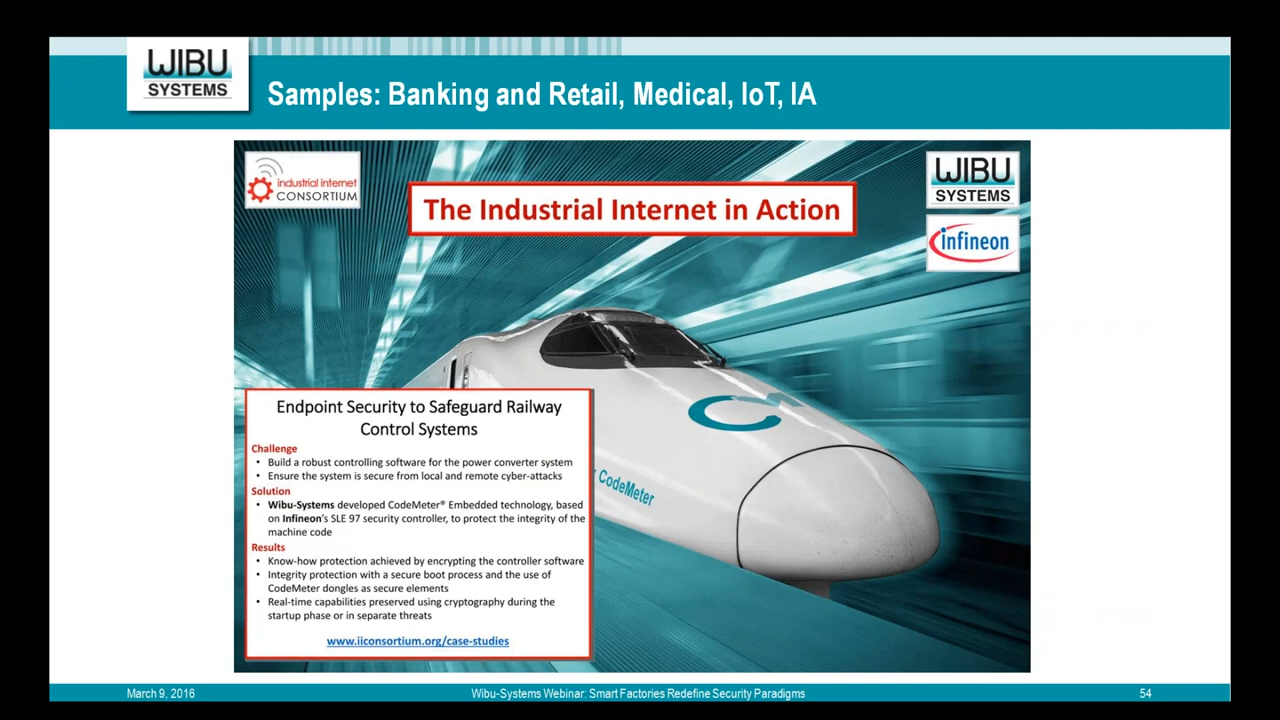 WIBU
SYSTEMS
Samples: Banking and Retail, Medical, IoT, IA
industrial internet
CONSORTIUM
The Industrial Internet in Action
WIBU
SYSTEMS
infineon
Endpoint Security to Safeguard Railway
Control Systems
Challenge
• Build a robust controlling software for the power converter system
• Ensure the system is secure from local and remote cyber-attacks
Solution
• Wibu-Systems developed CodeMeter® Embedded technology, based
on Infineon's SLE 97 security controller, to protect the integrity of the
machine code
Results
• Know-how protection achieved by encrypting the controller software
• Integrity protection with a secure boot process and the use of
CodeMeter dongles as secure elements
• Real-time capabilities preserved using cryptography during the
startup phase or in separate threats
www.iiconsortium.org/case-studies
CodeMeter
March 9, 2016
Wibu-Systems Webinar: Smart Factories Redefine Security Paradigms
54